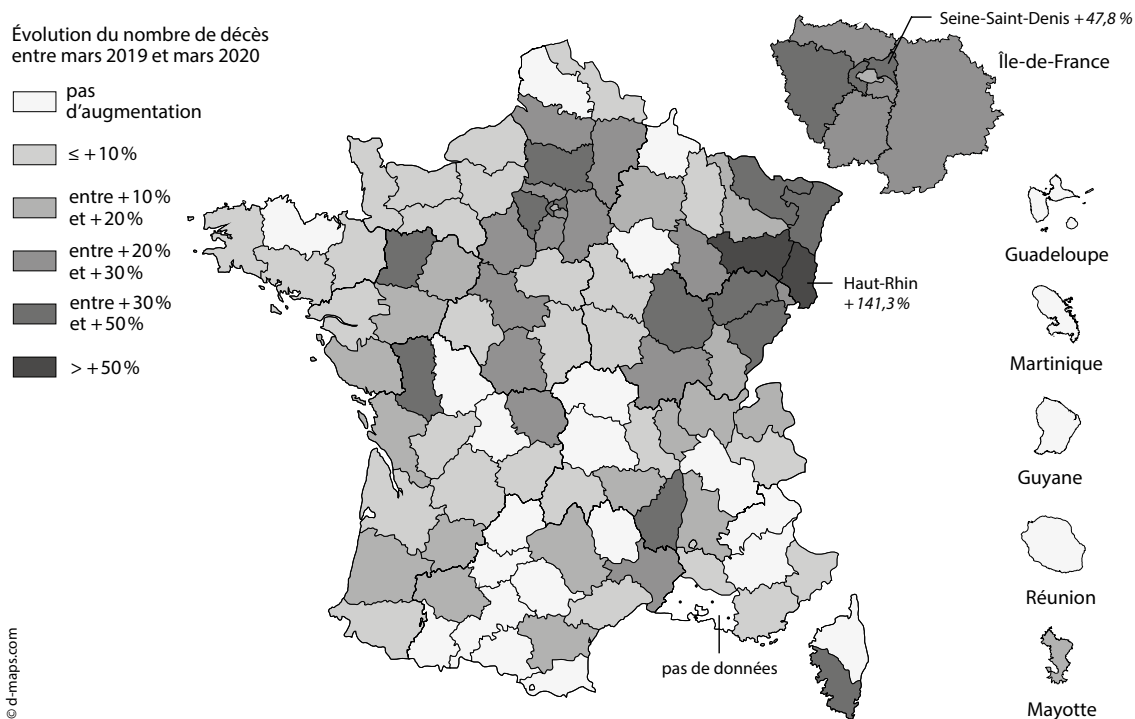 Évolution du nombre de décès
entre mars 2019 et mars 2020
pas
d'augmentation
≤ +10 %
entre +10 %
et +20 %
entre +20 %
et +30 %
entre +30 %
et +50 %
> +50 %
Seine-Saint-Denis +47,8 %
Île-de-France
Haut-Rhin
+141,3 %
Guadeloupe
Martinique
Guyane
Réunion
Mayotte
pas de données
© d-maps.com